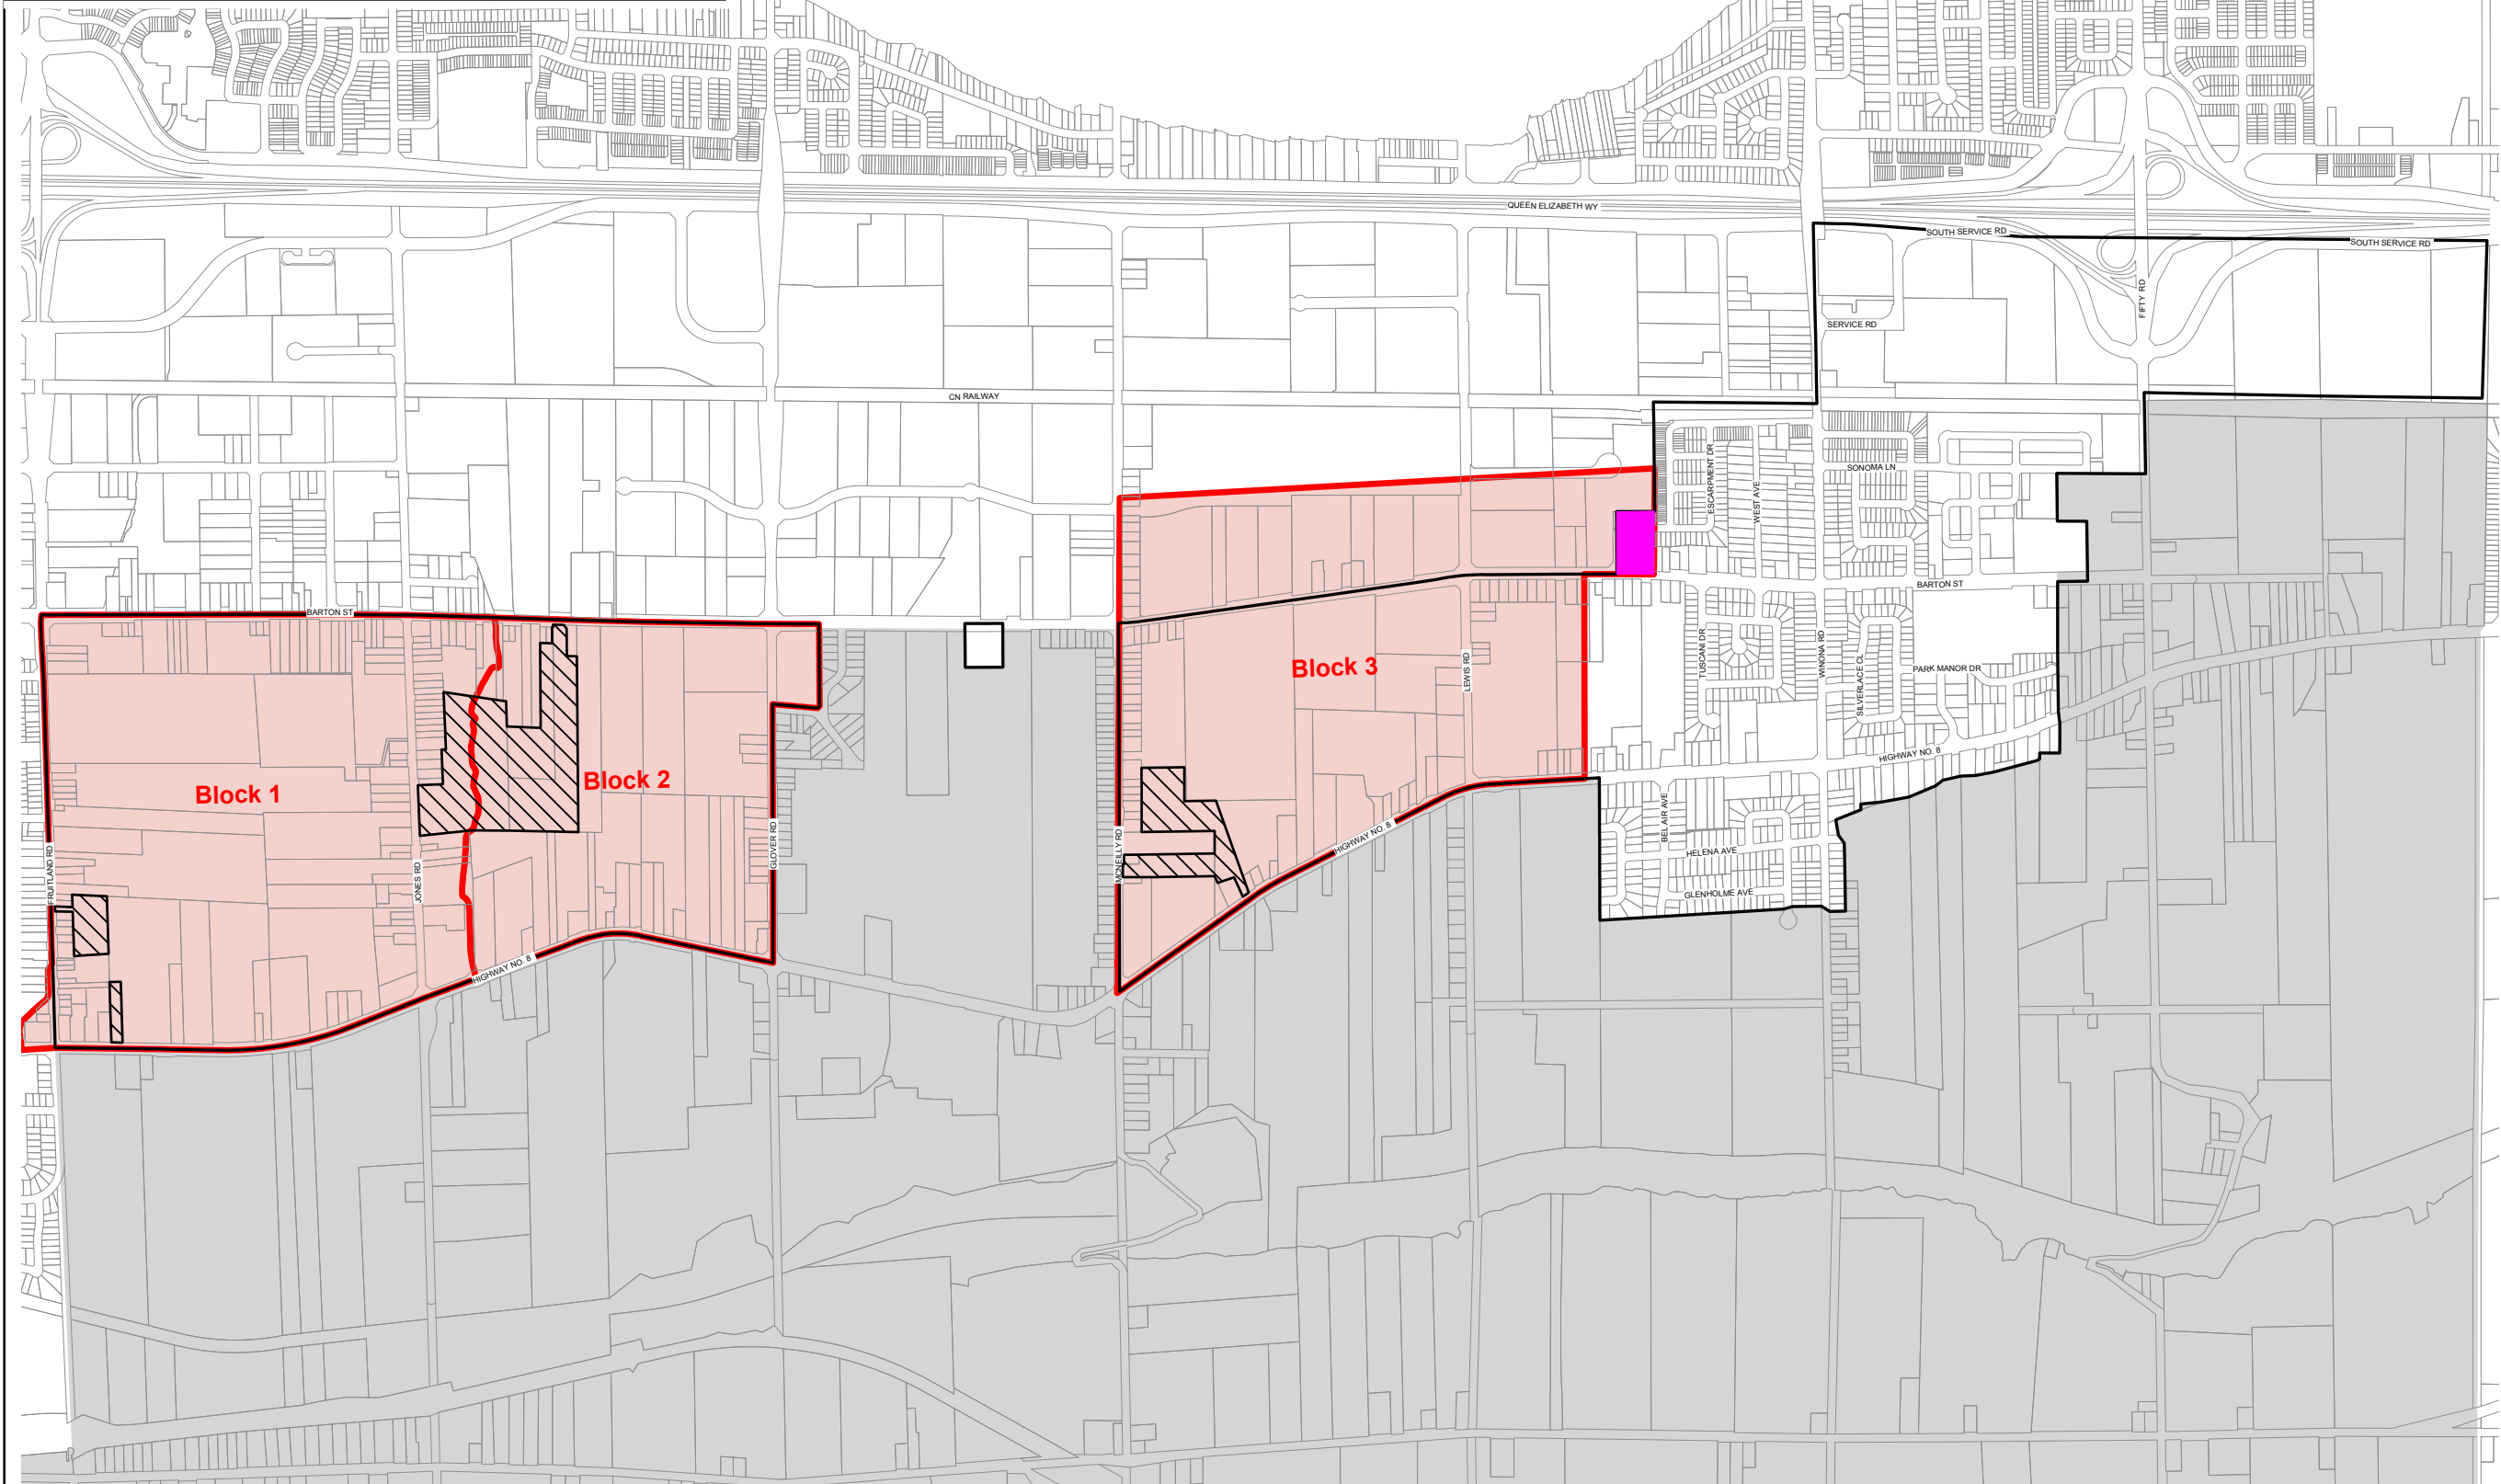 QUEEN ELIZABETH WY
SOUTH SERVICE RD
SOUTH SERVICE RD
FIFTY RD
SERVICE RD
CN RAILWAY
ESCARPMENT DR
WEST AVE
SONOMA LN
BARTON ST
BARTON ST
Block 3
LEWIS RD
TUSCANI DR
WINONA RD
SILVERLACE CL
PARK MANOR DR
HIGHWAY NO. 8
Block 1
Block 2
FRUITLAND RD
JONES RD
GLOVER RD
MCNEILLY RD
HIGHWAY NO. 8
BELAIR AVE
HELENA AVE
GLENHOLME AVE
HIGHWAY NO. 8